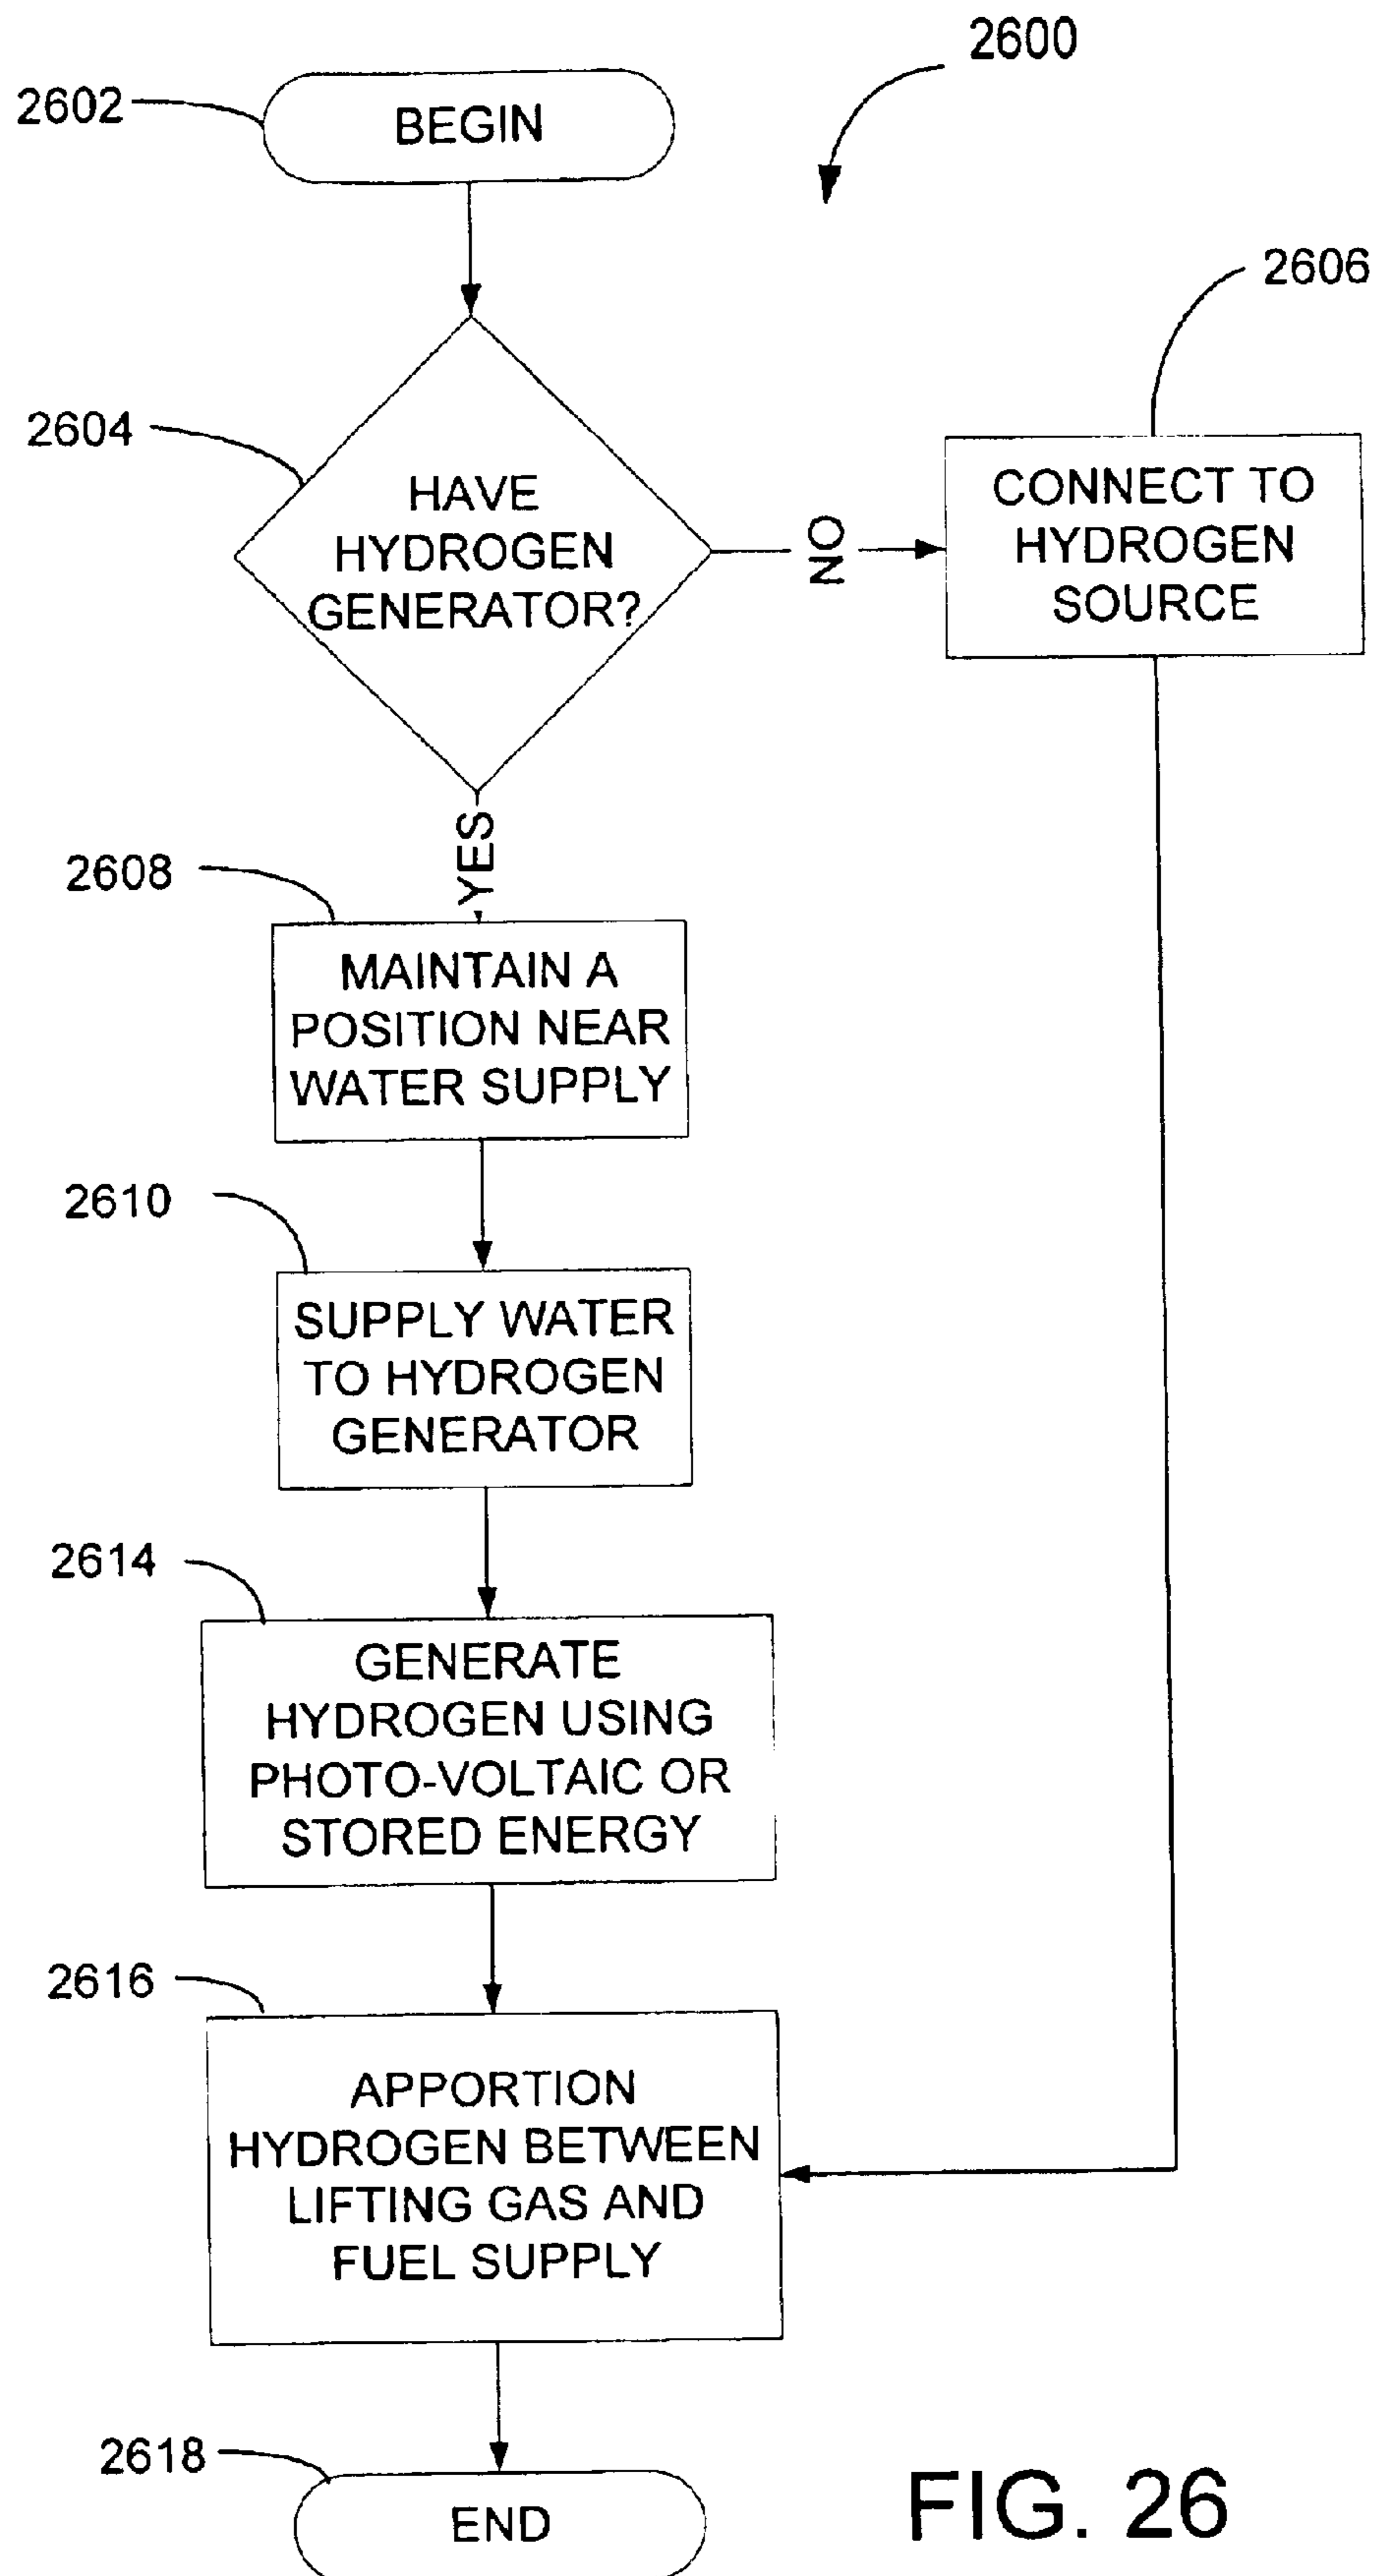 2600
2602
BEGIN
2606
2604
HAVE
HYDROGEN
GENERATOR?
NO
CONNECT TO
HYDROGEN
SOURCE
YES
2608
MAINTAIN A
POSITION NEAR
WATER SUPPLY
2610
SUPPLY WATER
TO HYDROGEN
GENERATOR
2614
GENERATE
HYDROGEN USING
PHOTO-VOLTAIC OR
STORED ENERGY
2616
APPORTION
HYDROGEN BETWEEN
LIFTING GAS AND
FUEL SUPPLY
2618
END
FIG. 26